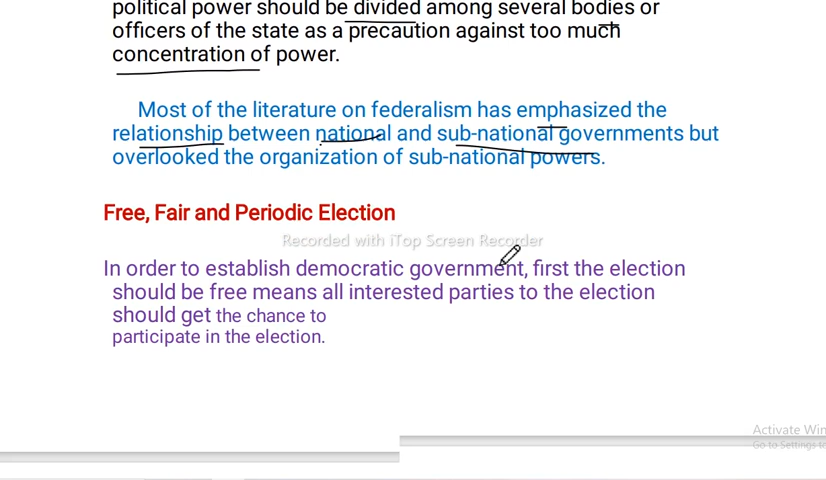 political power should be divided among several bodies or
officers of the state as a precaution against too much
concentration of power.
Most of the literature on federalism has emphasized the
relationship between national and sub-national governments but
overlooked the organization of sub-national powers.
Free, Fair and Periodic Election
Recorded with iTop Screen Recorder
In order to establish democratic government, first the election
should be free means all interested parties to the election
should get the chance to
participate in the election.
Activate Win
Go to Settings to